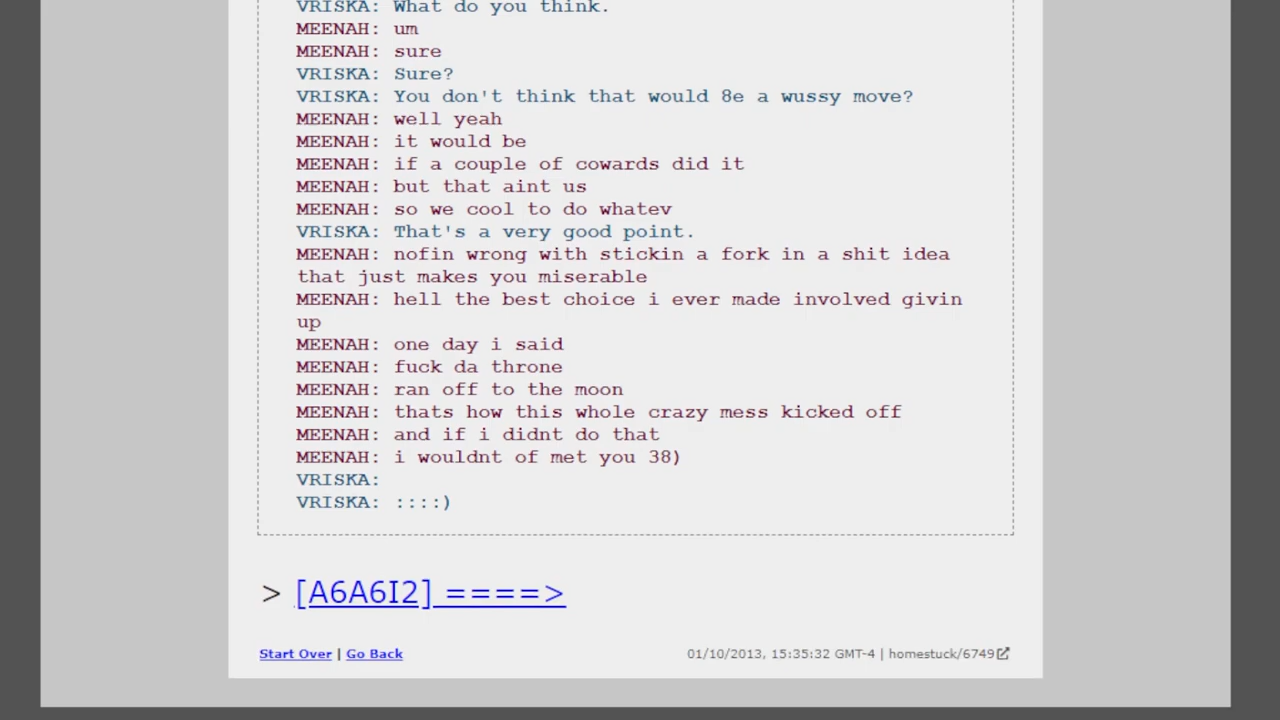 VRISKA: What do you think.
MEENAH: um
MEENAH: sure
VRISKA: Sure?
VRISKA: You don't think that would 8e a wussy move?
MEENAH: well yeah
MEENAH: it would be
MEENAH: if a couple of cowards did it
MEENAH: but that aint us
MEENAH: so we cool to do whatev
VRISKA: That's a very good point.
MEENAH: nofin wrong with stickin a fork in a shit idea
that just makes you miserable
MEENAH: hell the best choice i ever made involved givin
up
MEENAH: one day i said
MEENAH: fuck da throne
MEENAH: ran off to the moon
MEENAH: thats how this whole crazy mess kicked off
MEENAH: and if i didnt do that
MEENAH: i wouldnt of met you 38)
VRISKA:
VRISKA: ::::)
> [A6A6I2] ====>
Start Over | Go Back 01/10/2013, 15:35:32 GMT-4 | homestuck/6749